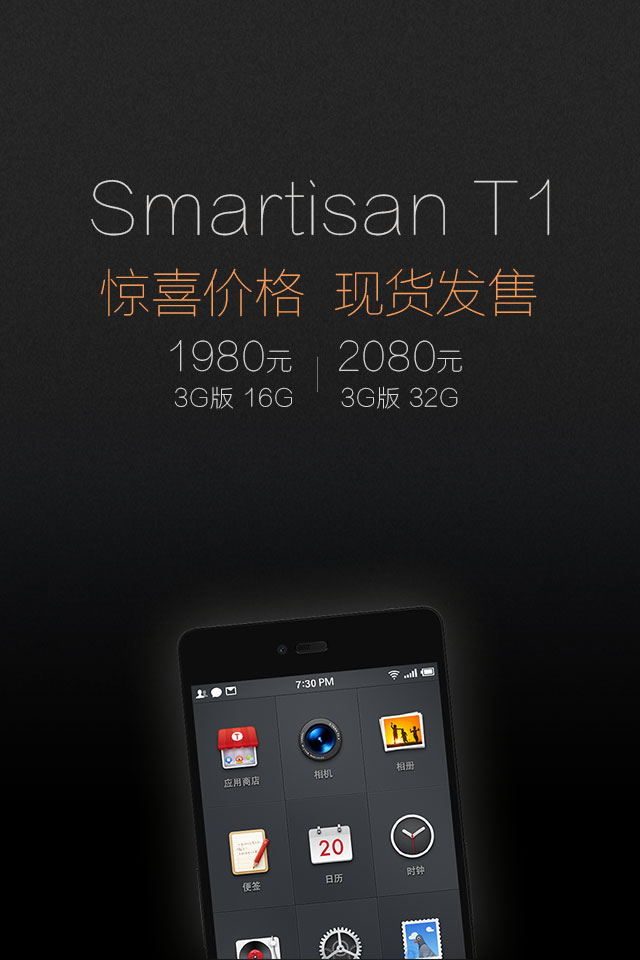 Smartisan T1
惊喜价格 现货发售
1980元
3G版 16G
2080元
3G版 32G
7:30 PM
T
应用商店
相机
相册
便签
20
日历
时钟